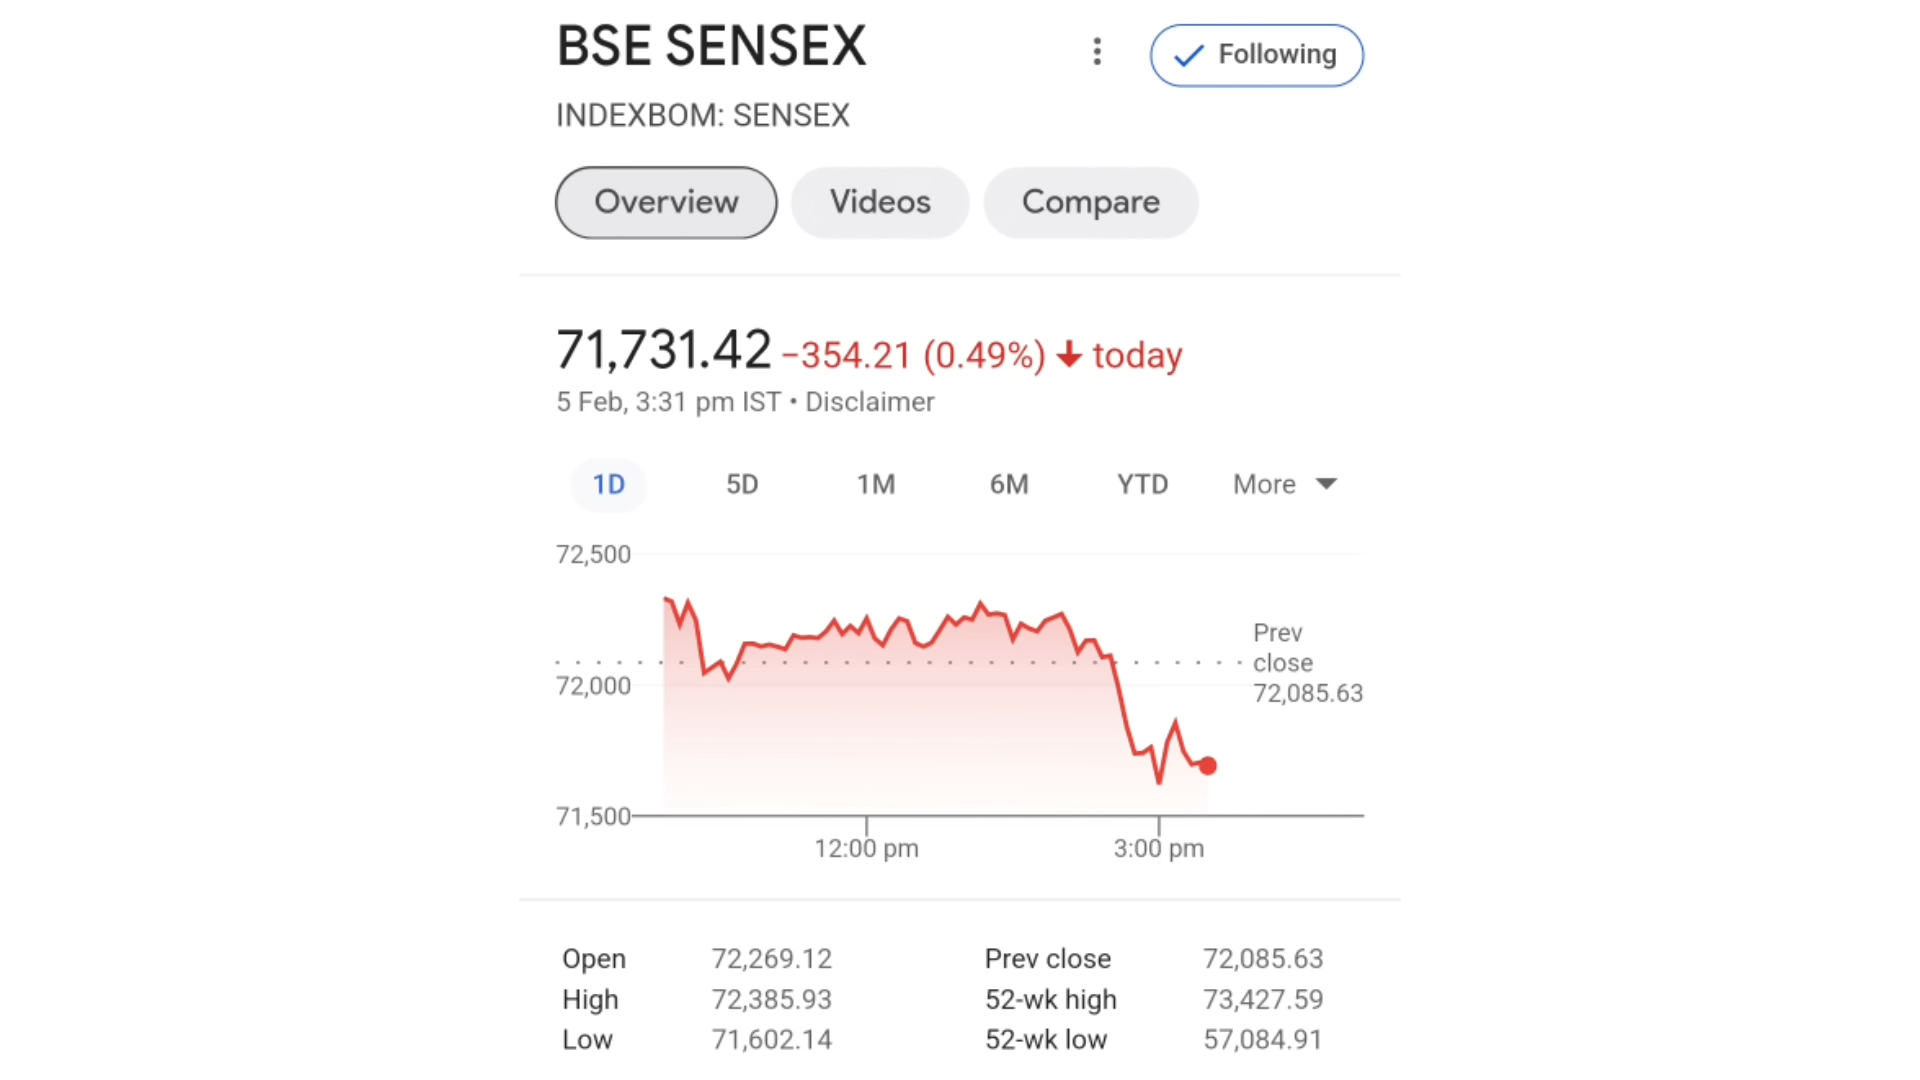 BSE SENSEX
Following
INDEXBOM: SENSEX
Overview Videos Compare
71,731.42 −354.21 (0.49%) today
5 Feb, 3:31 pm IST • Disclaimer
1D 5D 1M 6M YTD More
72,500
Prev
close
72,085.63
72,000
71,500
12:00 pm 3:00 pm
Open 72,269.12 Prev close 72,085.63
High 72,385.93 52-wk high 73,427.59
Low 71,602.14 52-wk low 57,084.91